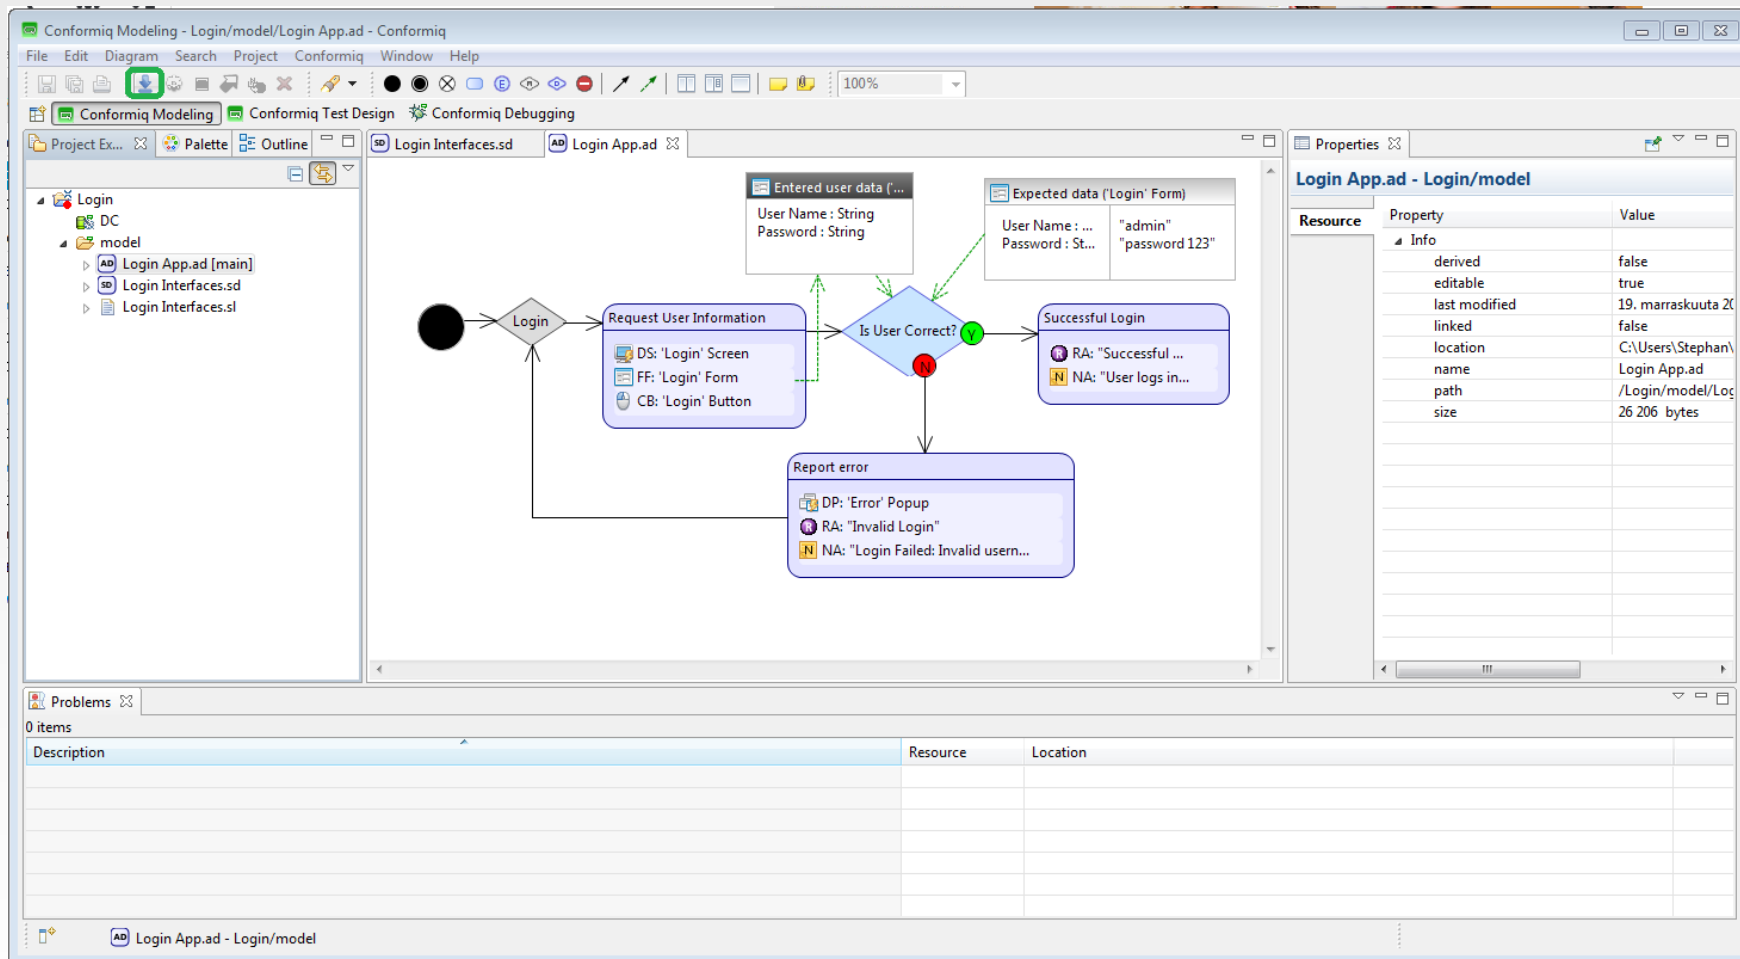 Conformiq Modeling - Login/model/Login App.ad - Conformiq
File Edit Diagram Search Project Conformiq Window Help
100%
Conformiq Modeling Conformiq Test Design Conformiq Debugging
Project Ex... Palette Outline
Login
DC
model
Login App.ad [main]
Login Interfaces.sd
Login Interfaces.sl
Login Interfaces.sd Login App.ad
Entered user data ('...
User Name : String
Password : String
Expected data ('Login' Form)
User Name : ... "admin"
Password : St... "password 123"
Login
Request User Information
DS: 'Login' Screen
FF: 'Login' Form
CB: 'Login' Button
Is User Correct?
Y
N
Successful Login
RA: "Successful ...
NA: "User logs in...
Report error
DP: 'Error' Popup
RA: "Invalid Login"
NA: "Login Failed: Invalid usern...
Properties
Login App.ad - Login/model
Resource
Property Value
Info
derived false
editable true
last modified 19. marraskuuta 20
linked false
location C:\Users\Stephan\
name Login App.ad
path /Login/model/Log
size 26 206 bytes
Problems
0 items
Description Resource Location
Login App.ad - Login/model